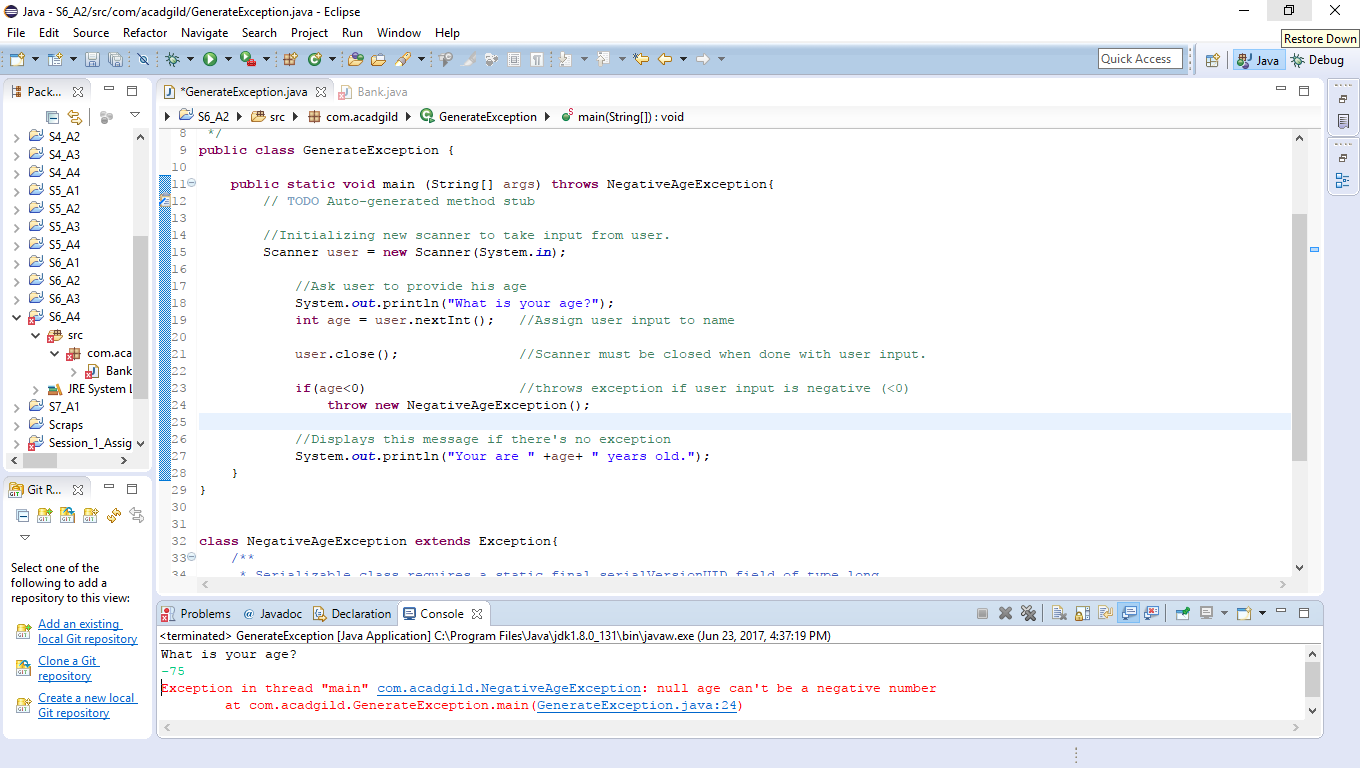 Java - S6_A2/src/com/acadgild/GenerateException.java - Eclipse
File Edit Source Refactor Navigate Search Project Run Window Help
Restore Down
Quick Access
Java
Debug
Pack...
S4_A2
S4_A3
S4_A4
S5_A1
S5_A2
S5_A3
S5_A4
S6_A1
S6_A2
S6_A3
S6_A4
src
com.aca
Bank
JRE System L
S7_A1
Scraps
Session_1_Assig
Git R...
Select one of the
following to add a
repository to this view:
Add an existing
local Git repository
Clone a Git
repository
Create a new local
Git repository
*GenerateException.java
Bank.java
S6_A2 src com.acadgild GenerateException main(String[]) : void
8 */
9 public class GenerateException {
10
11 public static void main (String[] args) throws NegativeAgeException{
12 // TODO Auto-generated method stub
13
14 //Initializing new scanner to take input from user.
15 Scanner user = new Scanner(System.in);
16
17 //Ask user to provide his age
18 System.out.println("What is your age?");
19 int age = user.nextInt(); //Assign user input to name
20
21 user.close(); //Scanner must be closed when done with user input.
22
23 if(age<0) //throws exception if user input is negative (<0)
24 throw new NegativeAgeException();
25
26 //Displays this message if there's no exception
27 System.out.println("Your are " +age+ " years old.");
28 }
29 }
30
31
32 class NegativeAgeException extends Exception{
33 /**
34 * Serializable class requires a static final serialVersionUID field of type long
Problems @ Javadoc Declaration Console
<terminated> GenerateException [Java Application] C:\Program Files\Java\jdk1.8.0_131\bin\javaw.exe (Jun 23, 2017, 4:37:19 PM)
What is your age?
-75
Exception in thread "main" com.acadgild.NegativeAgeException: null age can't be a negative number
at com.acadgild.GenerateException.main(GenerateException.java:24)